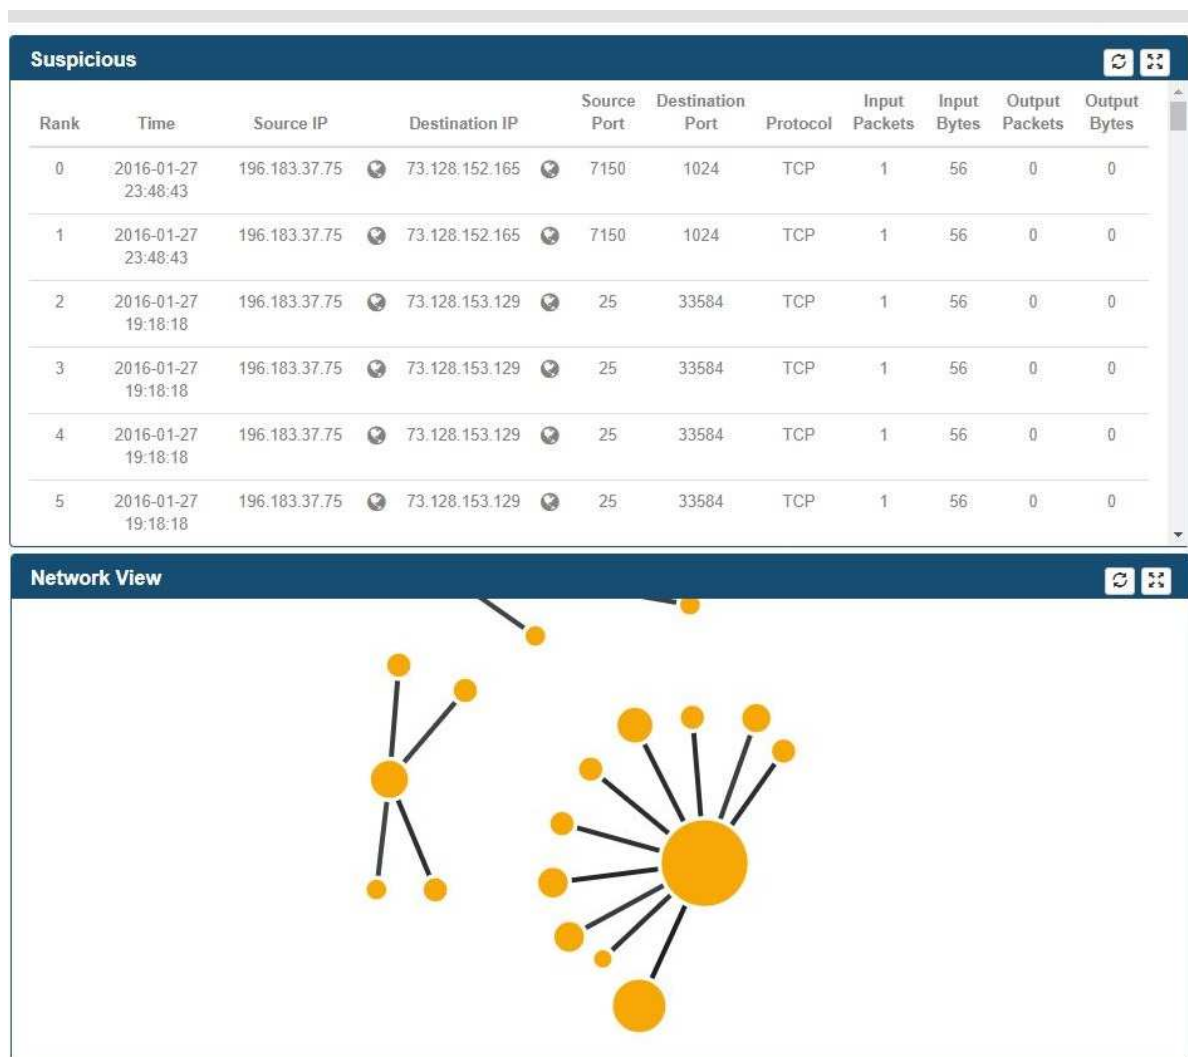 Suspicious
Rank Time Source IP Destination IP Source Port Destination Port Protocol Input Packets Input Bytes Output Packets Output Bytes
0 2016-01-27 23:48:43 196.183.37.75 73.128.152.165 7150 1024 TCP 1 56 0 0
1 2016-01-27 23:48:43 196.183.37.75 73.128.152.165 7150 1024 TCP 1 56 0 0
2 2016-01-27 19:18:18 196.183.37.75 73.128.153.129 25 33584 TCP 1 56 0 0
3 2016-01-27 19:18:18 196.183.37.75 73.128.153.129 25 33584 TCP 1 56 0 0
4 2016-01-27 19:18:18 196.183.37.75 73.128.153.129 25 33584 TCP 1 56 0 0
5 2016-01-27 19:18:18 196.183.37.75 73.128.153.129 25 33584 TCP 1 56 0 0
Network View